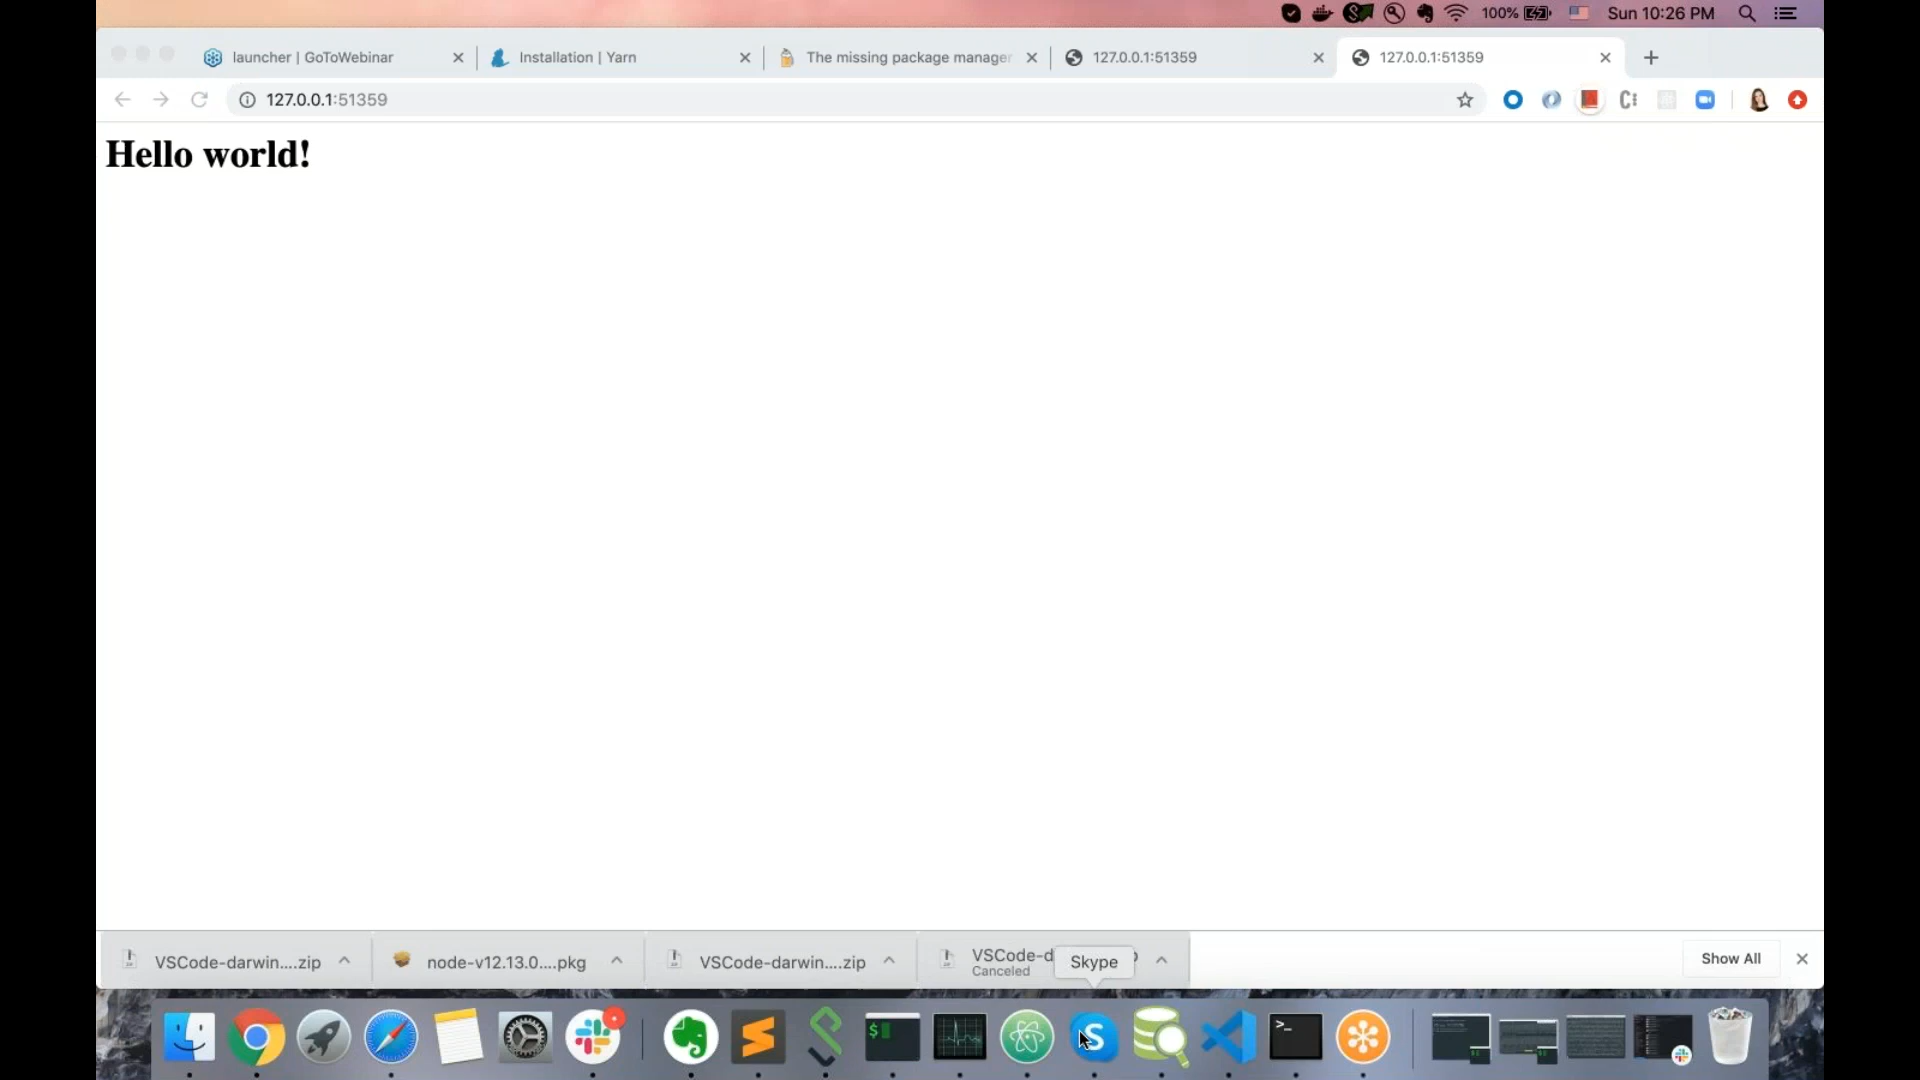 100%
Sun 10:26 PM
launcher | GoToWebinar
Installation | Yarn
The missing package manager
127.0.0.1:51359
127.0.0.1:51359
127.0.0.1:51359
Hello world!
VSCode-darwin....zip
node-v12.13.0....pkg
VSCode-darwin....zip
VSCode-d
Canceled
Skype
Show All